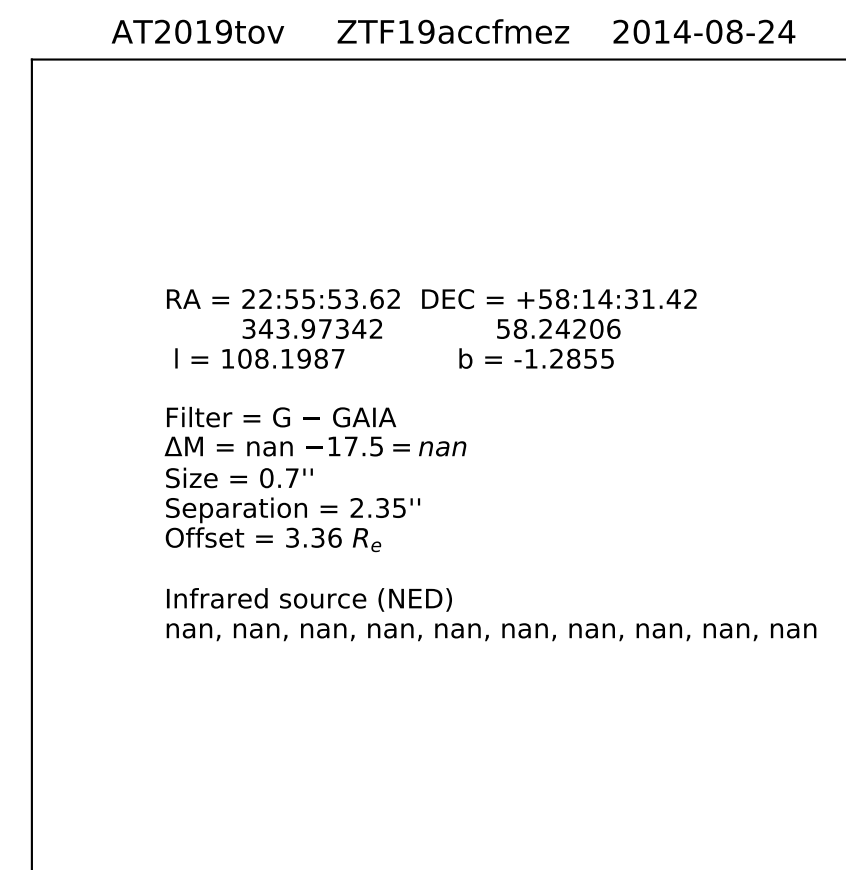 AT2019tov ZTF19accfmez 2014-08-24
RA = 22:55:53.62 DEC = +58:14:31.42
343.97342 58.24206
l = 108.1987 b = -1.2855
Filter = G − GAIA
ΔM = nan −17.5 = nan
Size = 0.7''
Separation = 2.35''
Offset = 3.36 Rₑ
Infrared source (NED)
nan, nan, nan, nan, nan, nan, nan, nan, nan, nan